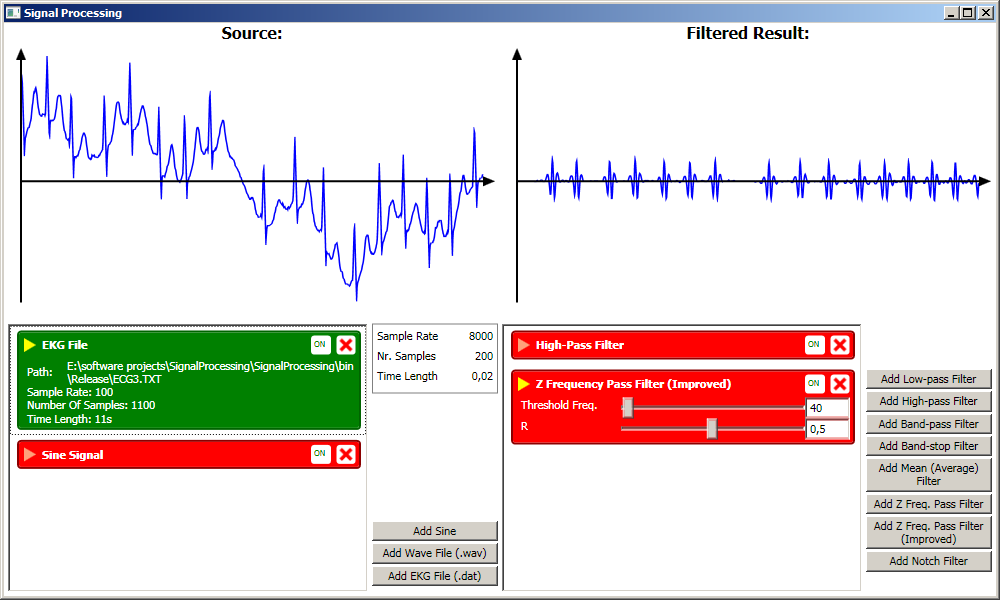 Signal Processing
Source:
Filtered Result:
EKG File
ON
Path:
E:\software projects\SignalProcessing\SignalProcessing\bin
\Release\ECG3.TXT
Sample Rate: 100
Number Of Samples: 1100
Time Length: 11s
Sine Signal
ON
Sample Rate 8000
Nr. Samples 200
Time Length 0,02
Add Sine
Add Wave File (.wav)
Add EKG File (.dat)
High-Pass Filter
ON
Z Frequency Pass Filter (Improved)
ON
Threshold Freq. 40
R 0,5
Add Low-pass Filter
Add High-pass Filter
Add Band-pass Filter
Add Band-stop Filter
Add Mean (Average)
Filter
Add Z Freq. Pass Filter
Add Z Freq. Pass Filter
(Improved)
Add Notch Filter